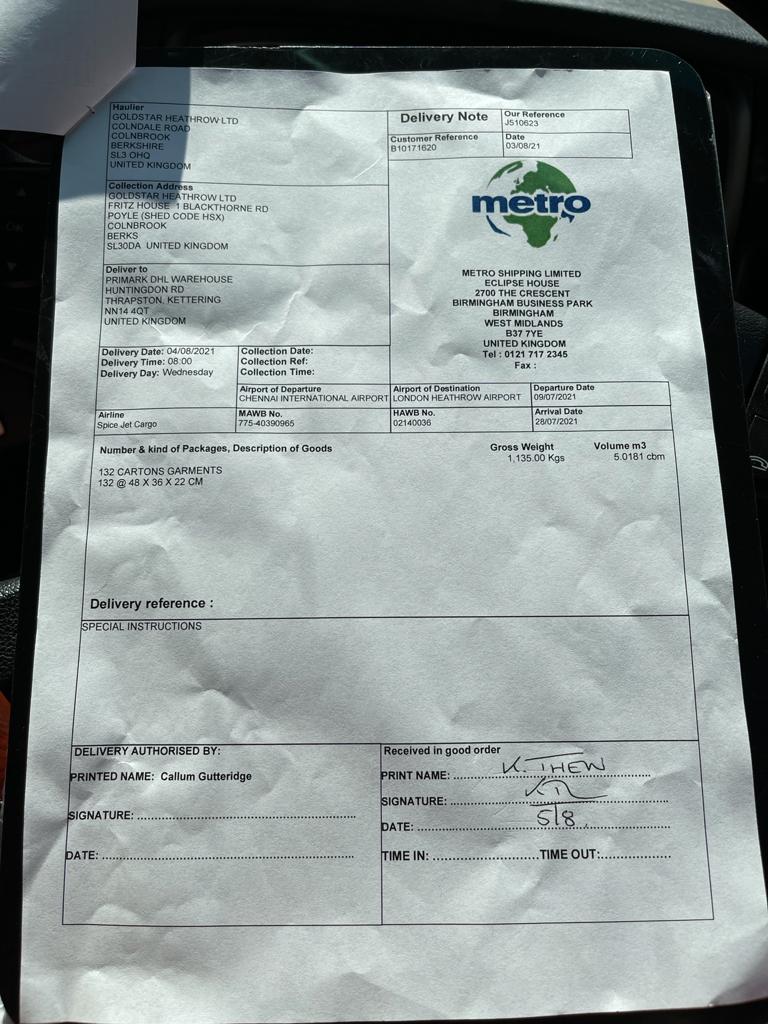 Haulier
GOLDSTAR HEATHROW LTD
COLNDALE ROAD
COLNBROOK
BERKSHIRE
SL3 OHQ
UNITED KINGDOM
Delivery Note
Our Reference
J510623
Customer Reference
B10171620
Date
03/08/21
Collection Address
GOLDSTAR HEATHROW LTD
FRITZ HOUSE 1 BLACKTHORNE RD
POYLE (SHED CODE HSX)
COLNBROOK
BERKS
SL30DA UNITED KINGDOM
metro
Deliver to
PRIMARK DHL WAREHOUSE
HUNTINGDON RD
THRAPSTON, KETTERING
NN14 4QT
UNITED KINGDOM
METRO SHIPPING LIMITED
ECLIPSE HOUSE
2700 THE CRESCENT
BIRMINGHAM BUSINESS PARK
BIRMINGHAM
WEST MIDLANDS
B37 7YE
UNITED KINGDOM
Tel : 0121 717 2345
Fax :
Delivery Date: 04/08/2021
Delivery Time: 08:00
Delivery Day: Wednesday
Collection Date:
Collection Ref:
Collection Time:
Airport of Departure
CHENNAI INTERNATIONAL AIRPORT
Airport of Destination
LONDON HEATHROW AIRPORT
Departure Date
09/07/2021
Airline
Spice Jet Cargo
MAWB No.
775-40390965
HAWB No.
02140036
Arrival Date
28/07/2021
Number & kind of Packages, Description of Goods
Gross Weight
Volume m3
132 CARTONS GARMENTS
1,135.00 Kgs
5.0181 cbm
132 @ 48 X 36 X 22 CM
Delivery reference :
SPECIAL INSTRUCTIONS
DELIVERY AUTHORISED BY:
PRINTED NAME: Callum Gutteridge
SIGNATURE:
DATE:
Received in good order
PRINT NAME: K. THEW
SIGNATURE:
DATE: 5/8
TIME IN: TIME OUT: